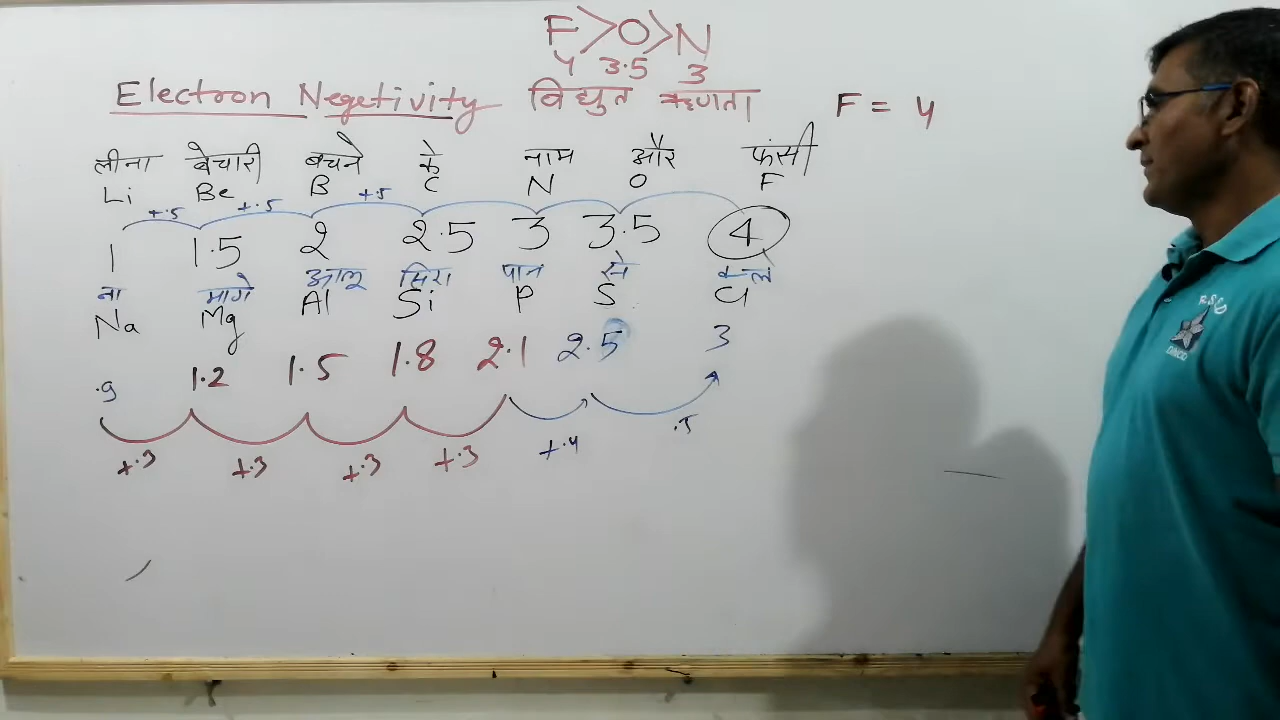 F>O>N
4 3.5 3
Electron Negetivity विद्युत ऋणता F = 4
लीना बेचारी बचने के नाम और फंसी
Li Be B C N O F
+.5 +.5 +.5
1 1.5 2 2.5 3 3.5 4
ना मागे आलू सिरा पान से कल
Na Mg Al Si P S Cl
.9 1.2 1.5 1.8 2.1 2.5 3
+.3 +.3 +.3 +.3 +.4 .5
R.S.C.D